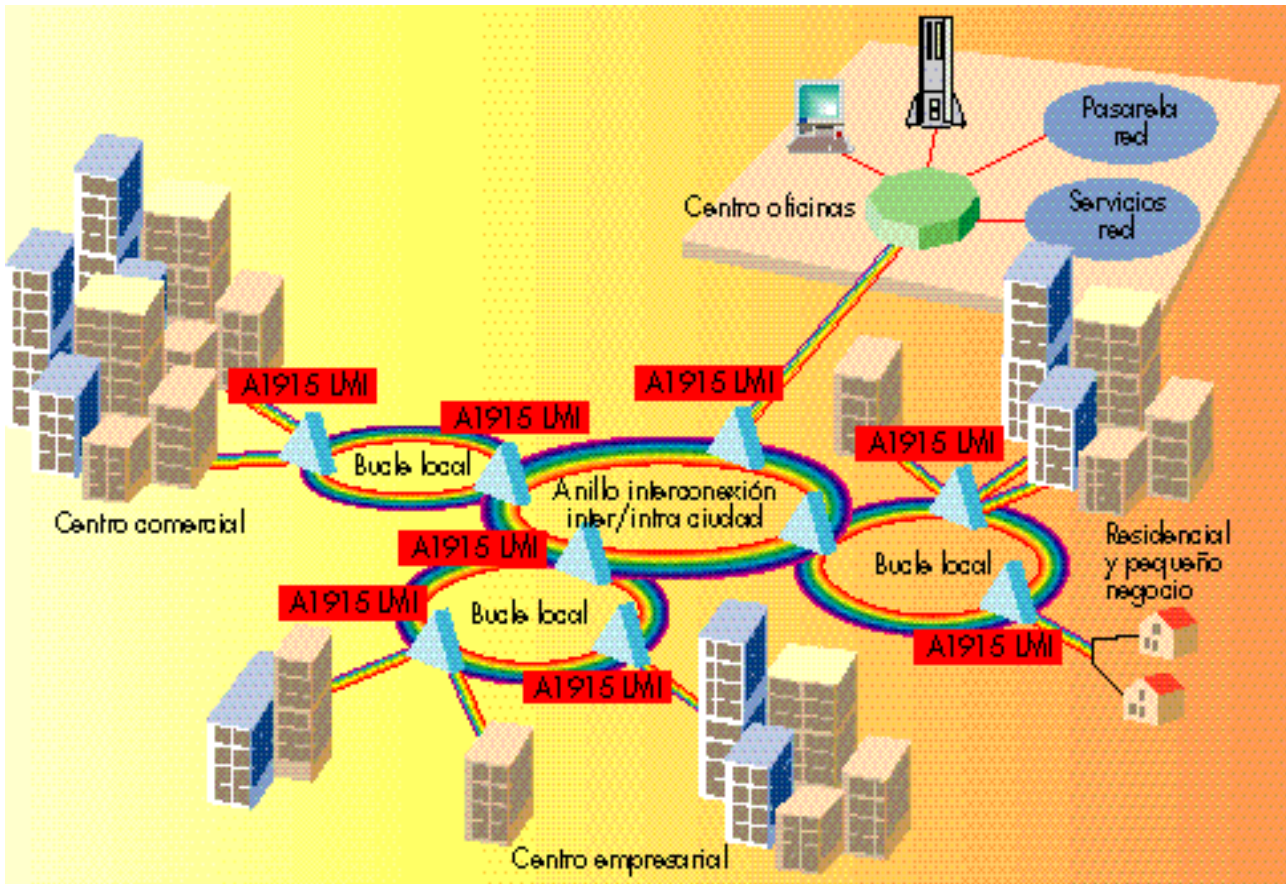 Pasarela
red
Servicios
red
Centro oficinas
A1915 LMI
A1915 LMI
A1915 LMI
A1915 LMI
Bucle local
Anillo interconexión
inter/intra ciudad
Centro comercial
A1915 LMI
Bucle local
Residencial
y pequeño
negocio
A1915 LMI
Bucle local
A1915 LMI
A1915 LMI
Centro empresarial